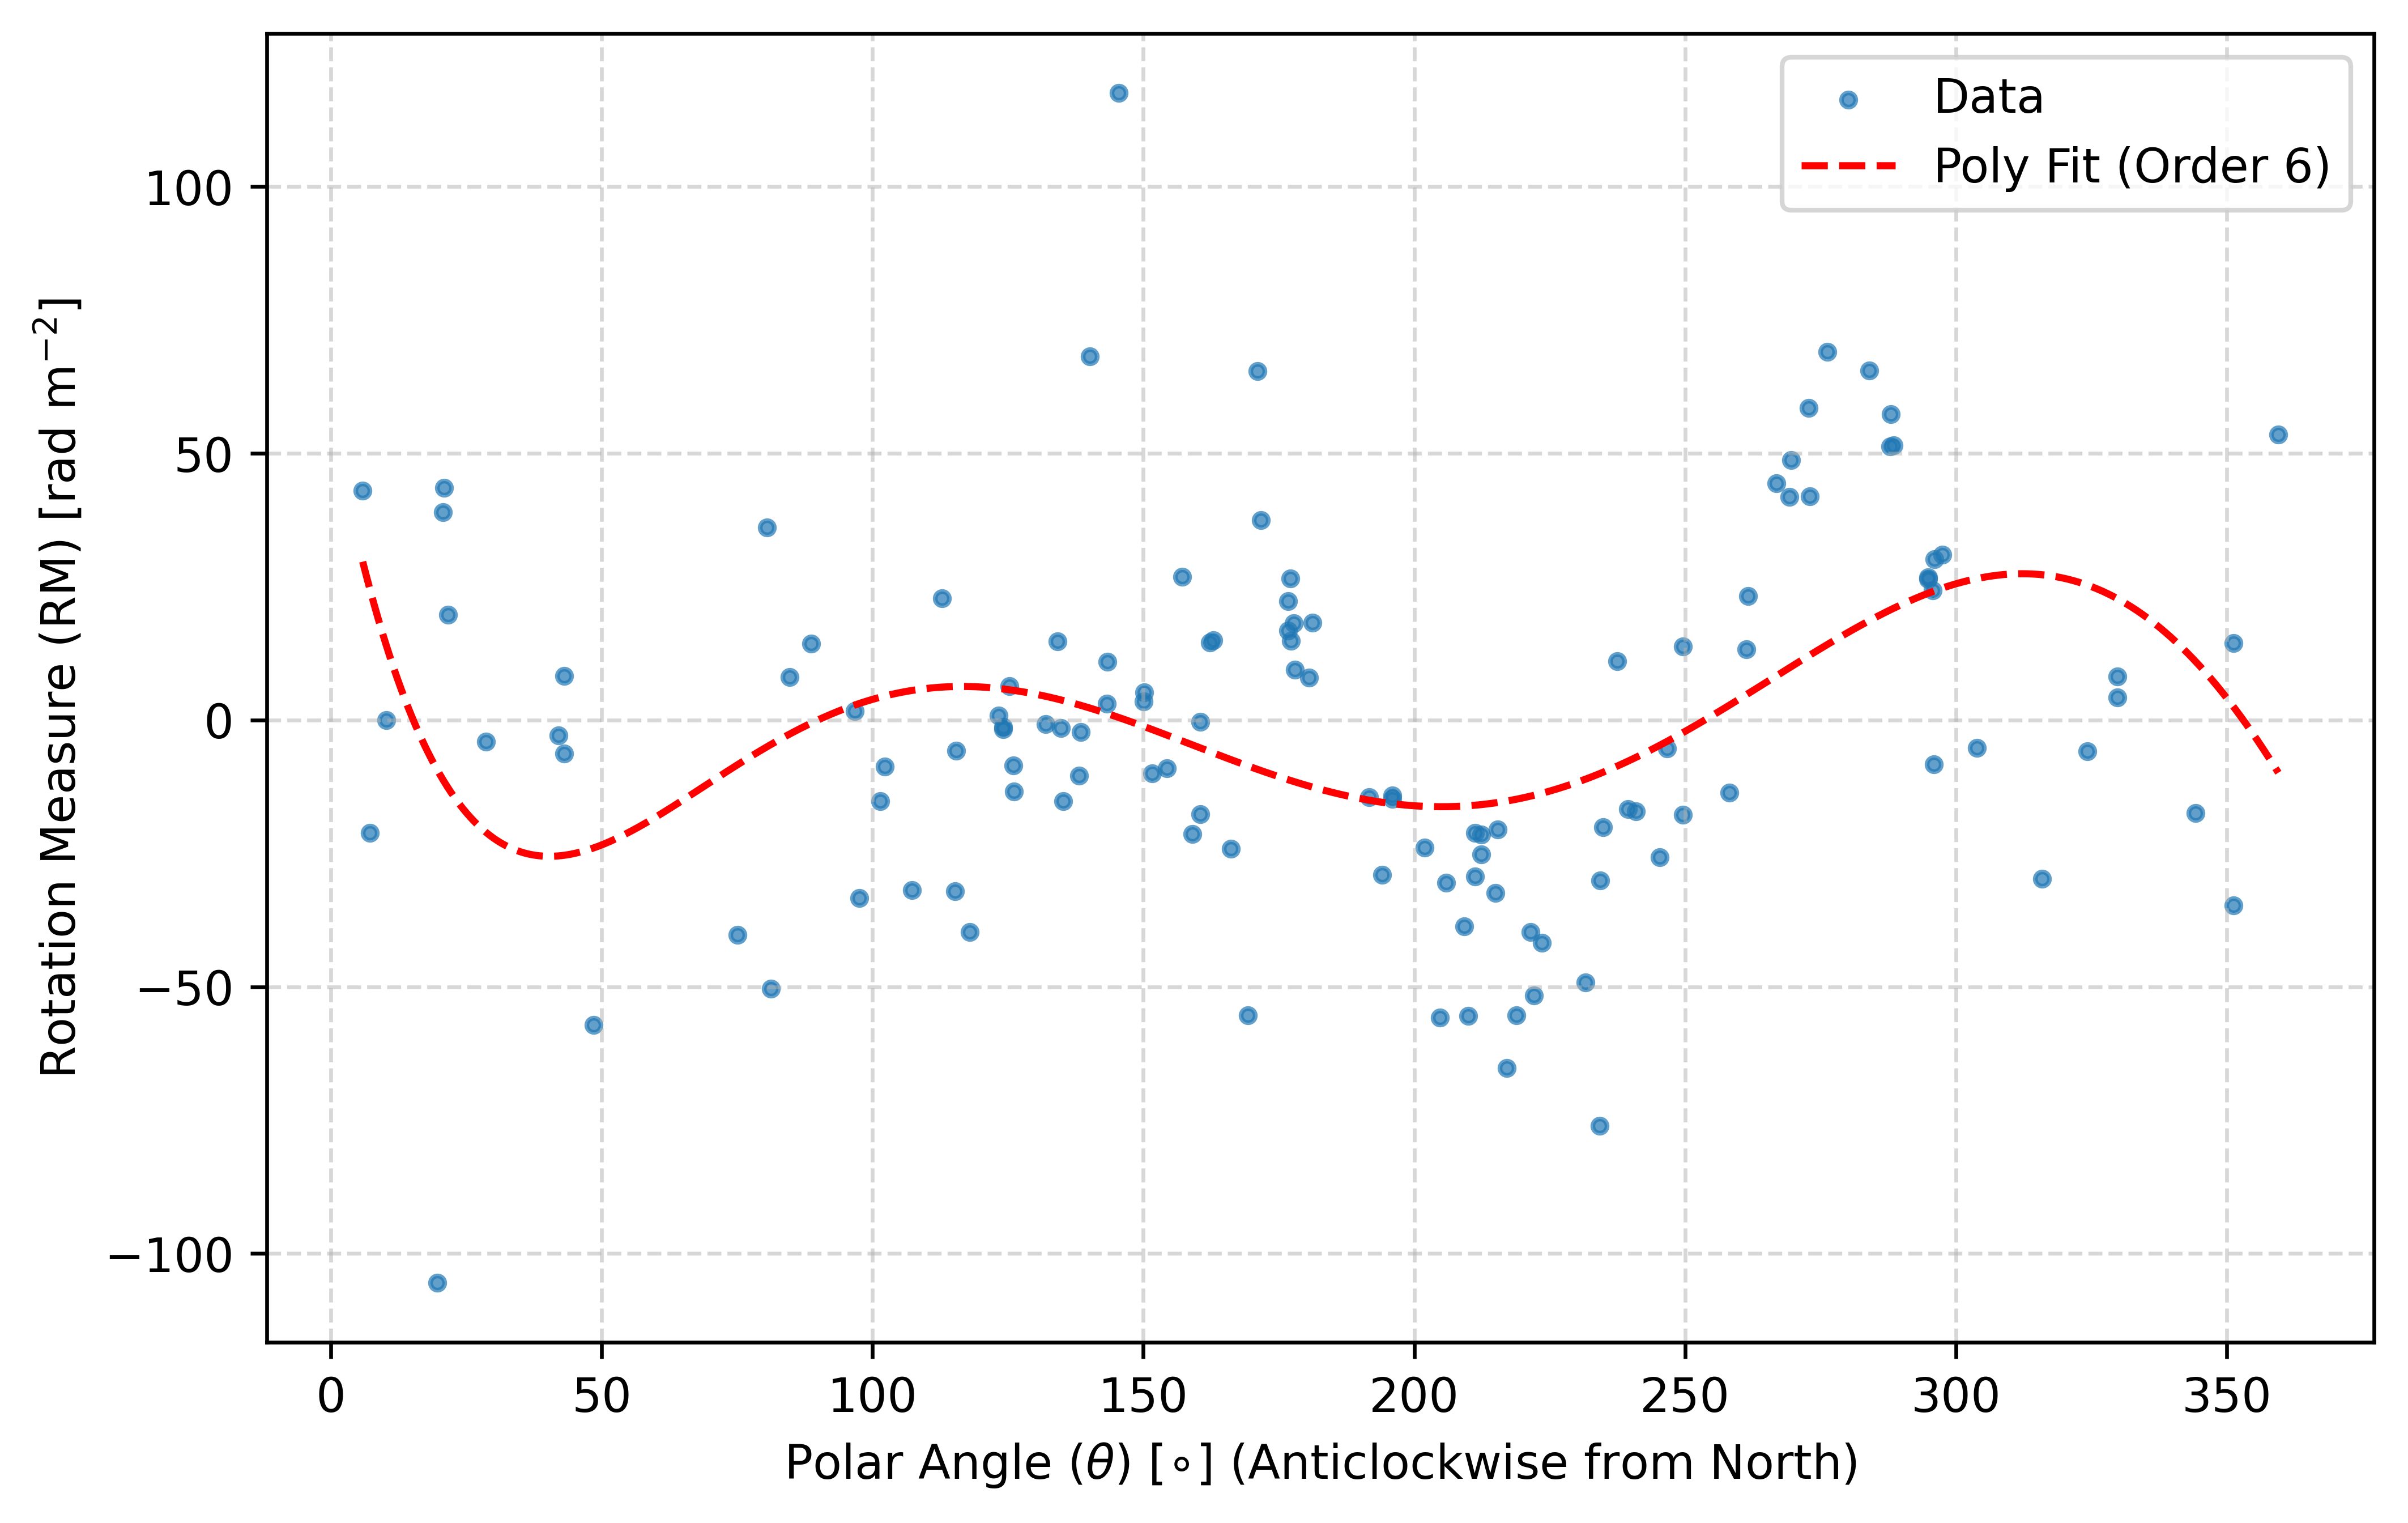 Data
Poly Fit (Order 6)
100
50
0
−50
−100
Rotation Measure (RM) [rad m⁻²]
0 50 100 150 200 250 300 350
Polar Angle (θ) [∘] (Anticlockwise from North)